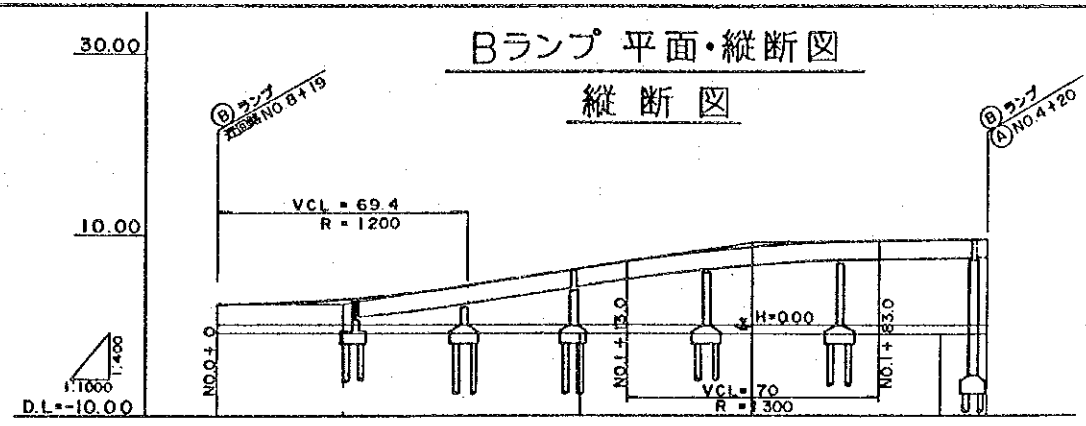 Bランプ 平面・縦断図
縦断図
30.00
10.00
D.L=-10.00
1:1000
1:400
Ⓑランプ
NO.8+19
Ⓑランプ
ⒶNO.4+20
VCL = 69.4
R = 1200
NO.0+0
NO.1+13.0
H=0.00
NO.1+83.0
VCL=70
R=1300